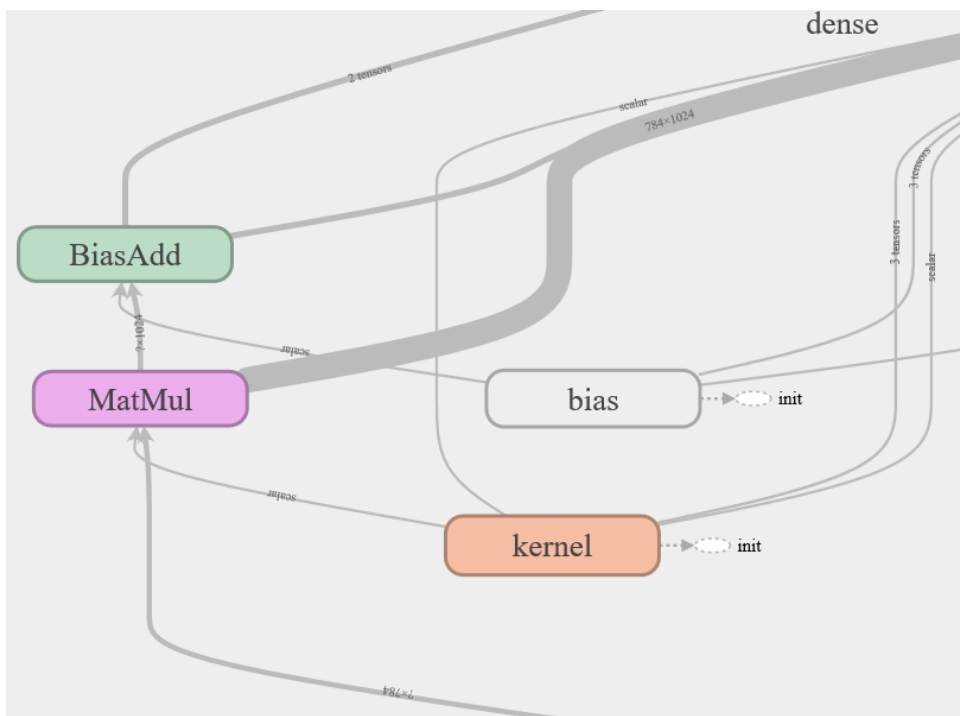 dense
2 tensors
scalar
784×1024
3 tensors
BiasAdd
3 tensors
scalar
?×1024
scalar
MatMul
bias
init
scalar
kernel
init
?×784